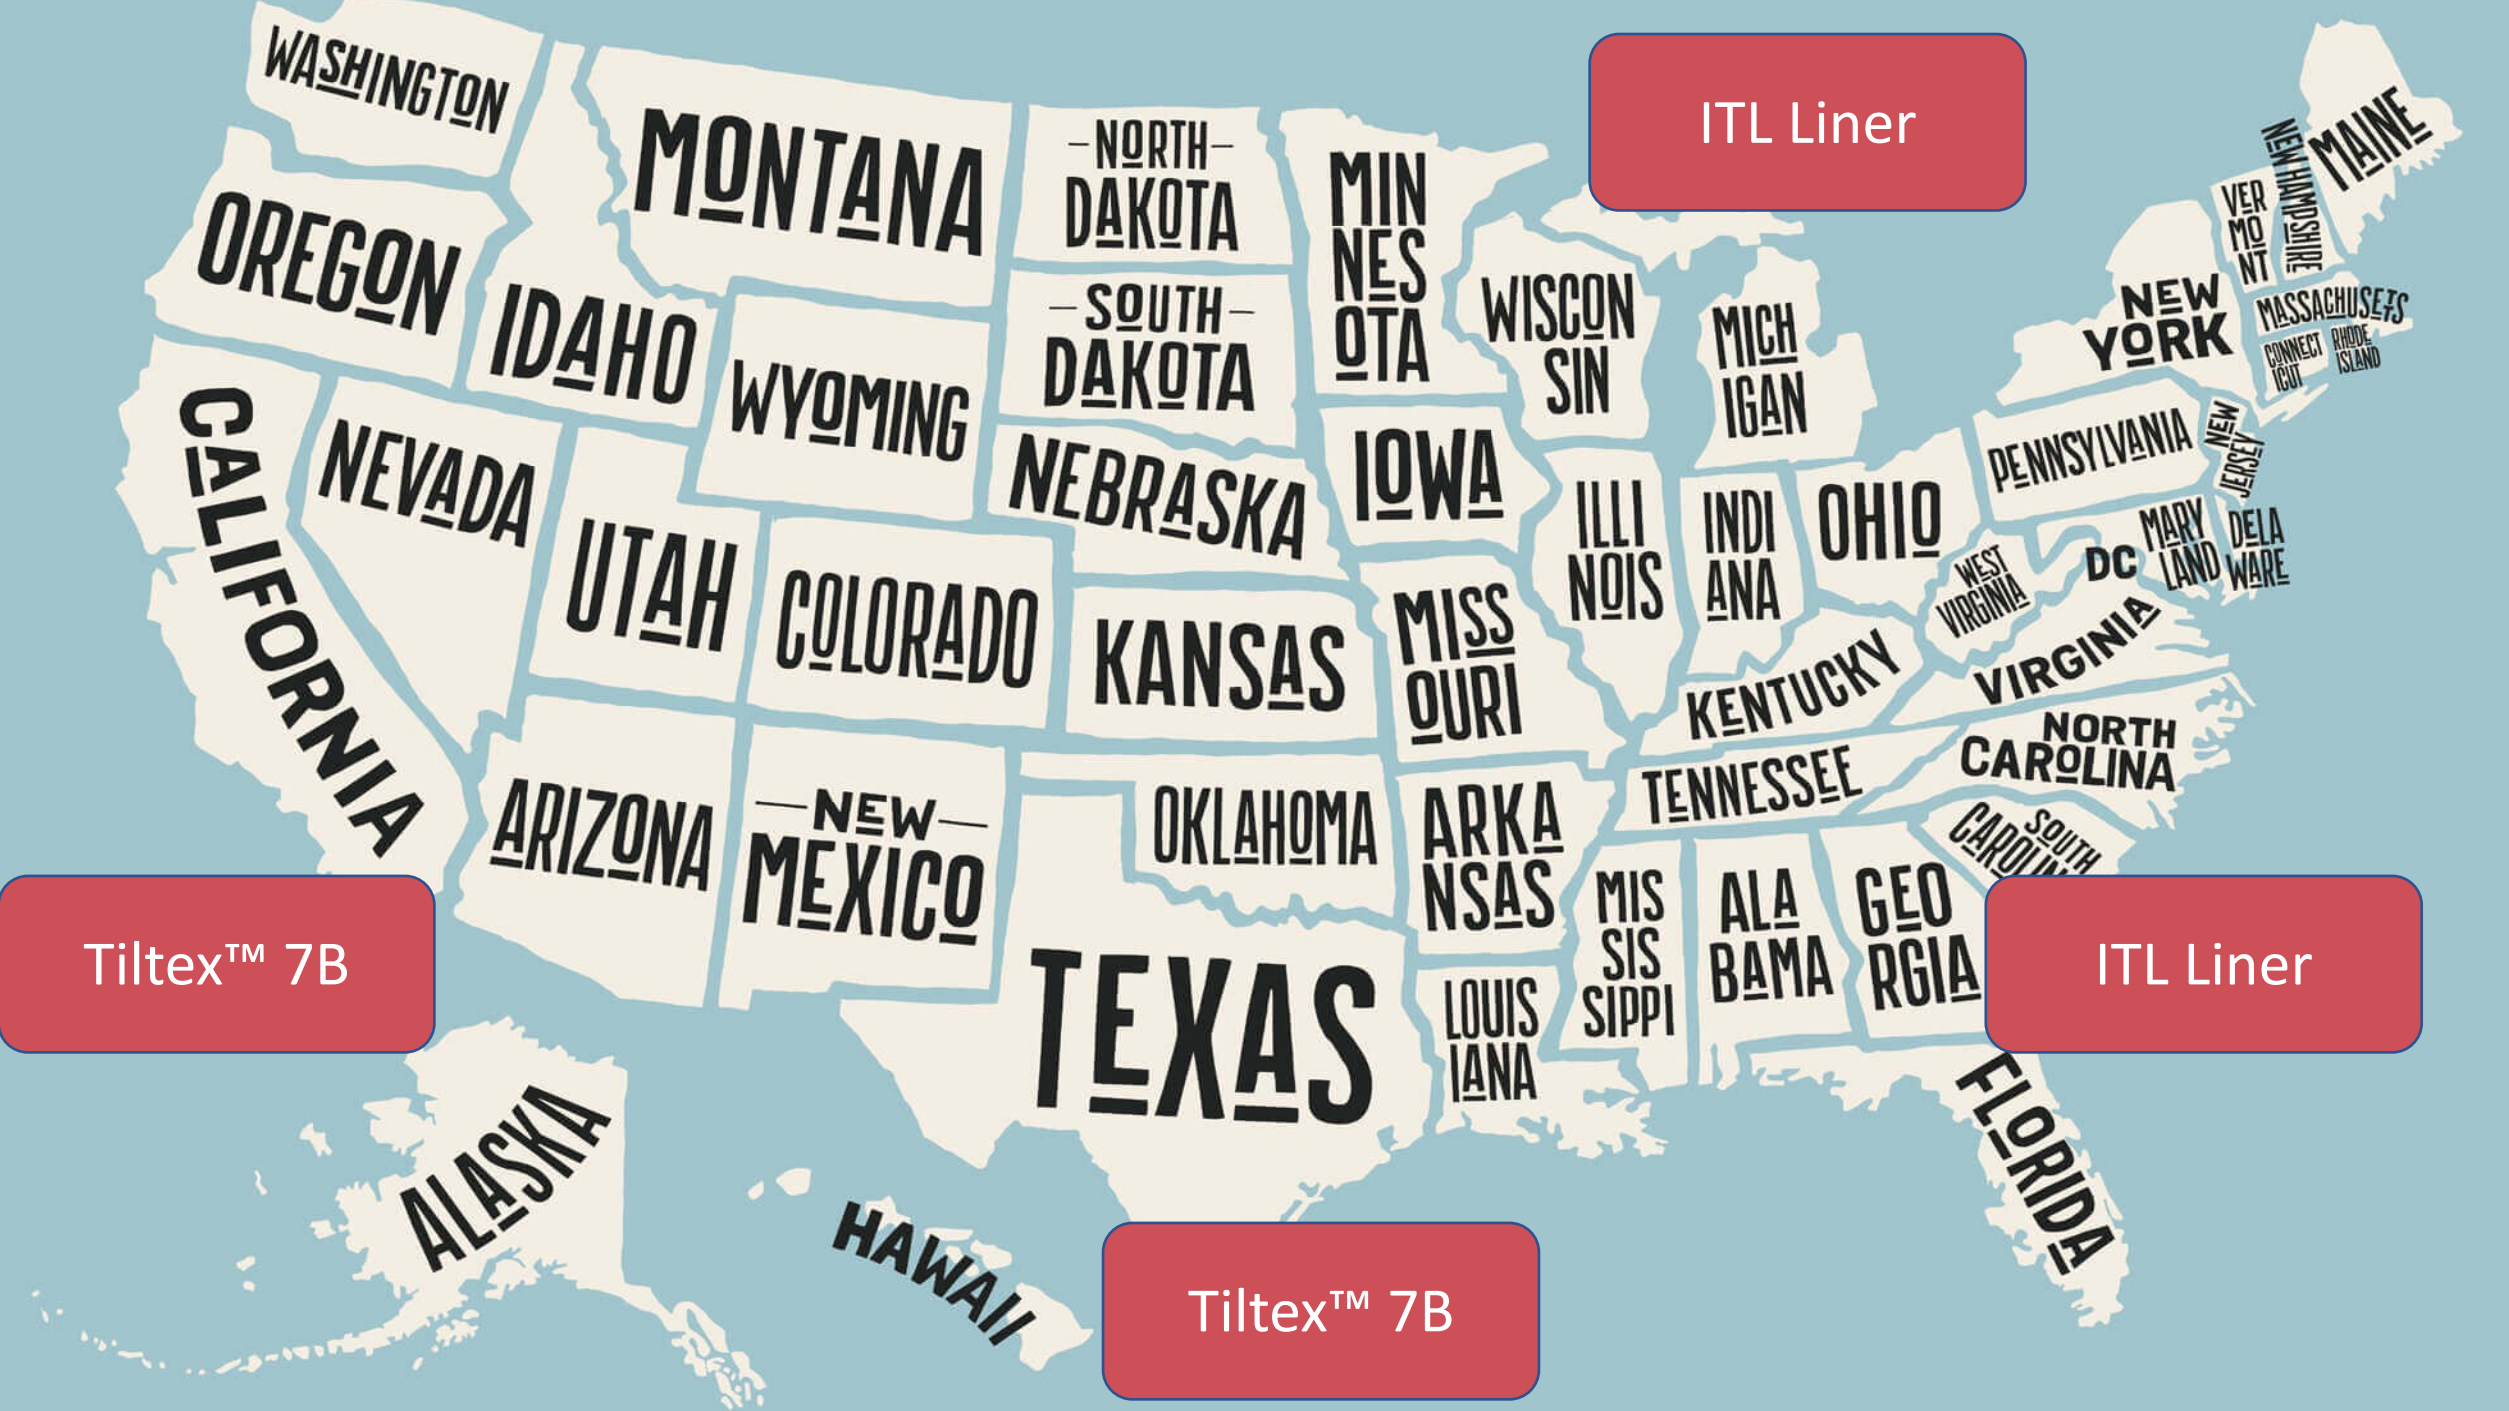 WASHINGTON
MONTANA
-NORTH-
DAKOTA
MIN
NES
OTA
ITL Liner
MAINE
NEW HAMPSHIRE
VER
MO
NT
OREGON
IDAHO
WYOMING
-SOUTH-
DAKOTA
WISCON
SIN
MICH
IGAN
NEW
YORK
MASSACHUSETS
CONNECT
ICUT
RHODE
ISLAND
CALIFORNIA
NEVADA
UTAH
COLORADO
NEBRASKA
IOWA
ILLI
NOIS
INDI
ANA
OHIO
PENNSYLVANIA
NEW
JERSEY
WEST
VIRGINIA
DC
MARY
LAND
DELA
WARE
KANSAS
MISS
OURI
KENTUCKY
VIRGINIA
ARIZONA
—NEW—
MEXICO
OKLAHOMA
ARKA
NSAS
TENNESSEE
NORTH
CAROLINA
SOUTH
Tiltex™ 7B
TEXAS
LOUIS
IANA
MIS
SIS
SIPPI
ALA
BAMA
GEO
RGIA
ITL Liner
ALASKA
HAWAII
Tiltex™ 7B
FLORIDA